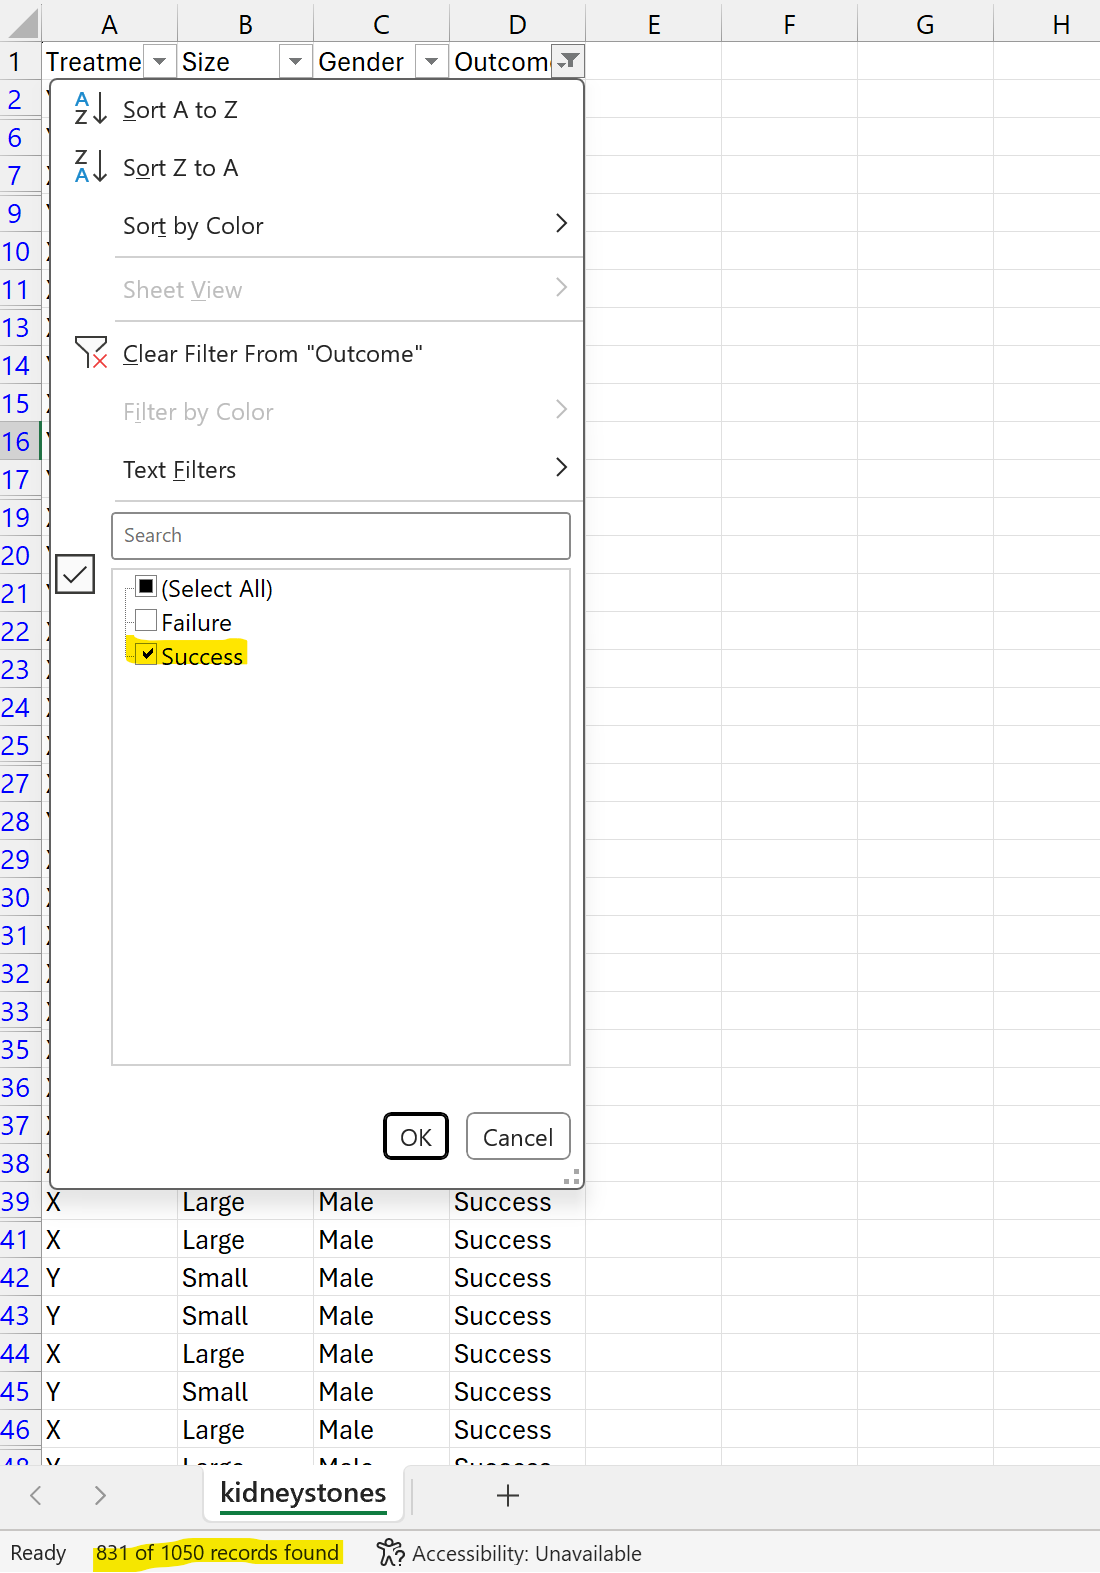 A B C D E F G H
1 Treatme Size Gender Outcom
2
Sort A to Z
6
7
Sort Z to A
9
Sort by Color
10
11
Sheet View
13
14
Clear Filter From "Outcome"
15
Filter by Color
16
17
Text Filters
19
Search
20
21
(Select All)
22
Failure
23
Success
24
25
27
28
29
30
31
32
33
35
36
37
OK Cancel
38
39 X Large Male Success
41 X Large Male Success
42 Y Small Male Success
43 Y Small Male Success
44 X Large Male Success
45 Y Small Male Success
46 X Large Male Success
48 Y Large Male Success
kidneystones
Ready 831 of 1050 records found Accessibility: Unavailable